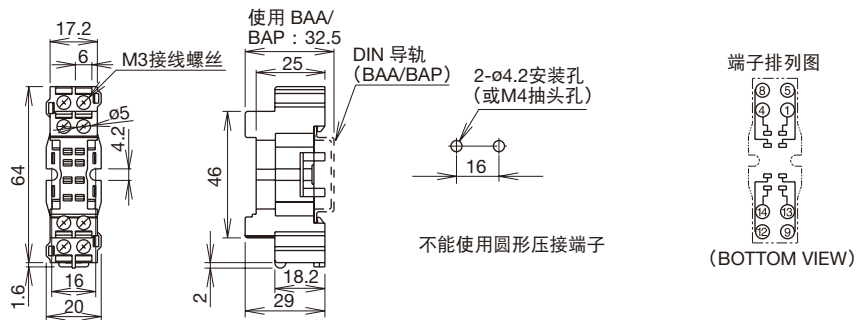 17.2
6
M3接线螺丝
ø5
4.2
64
1.6
16
20
使用 BAA/
BAP : 32.5
25
DIN 导轨
(BAA/BAP)
46
2
18.2
29
2-ø4.2安装孔
(或M4抽头孔)
16
不能使用圆形压接端子
端子排列图
8 5
4 1
14 13
12 9
(BOTTOM VIEW)